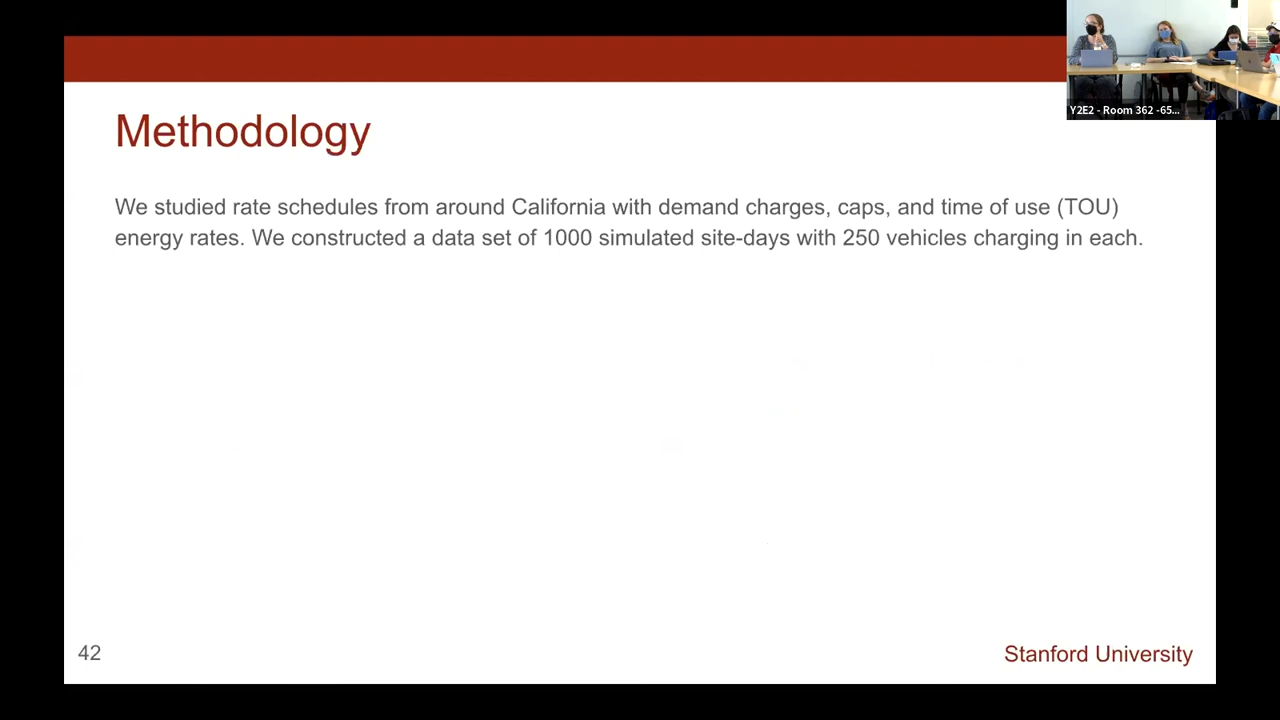 Y2E2 - Room 362 -65...
Methodology
We studied rate schedules from around California with demand charges, caps, and time of use (TOU)
energy rates. We constructed a data set of 1000 simulated site-days with 250 vehicles charging in each.
42
Stanford University